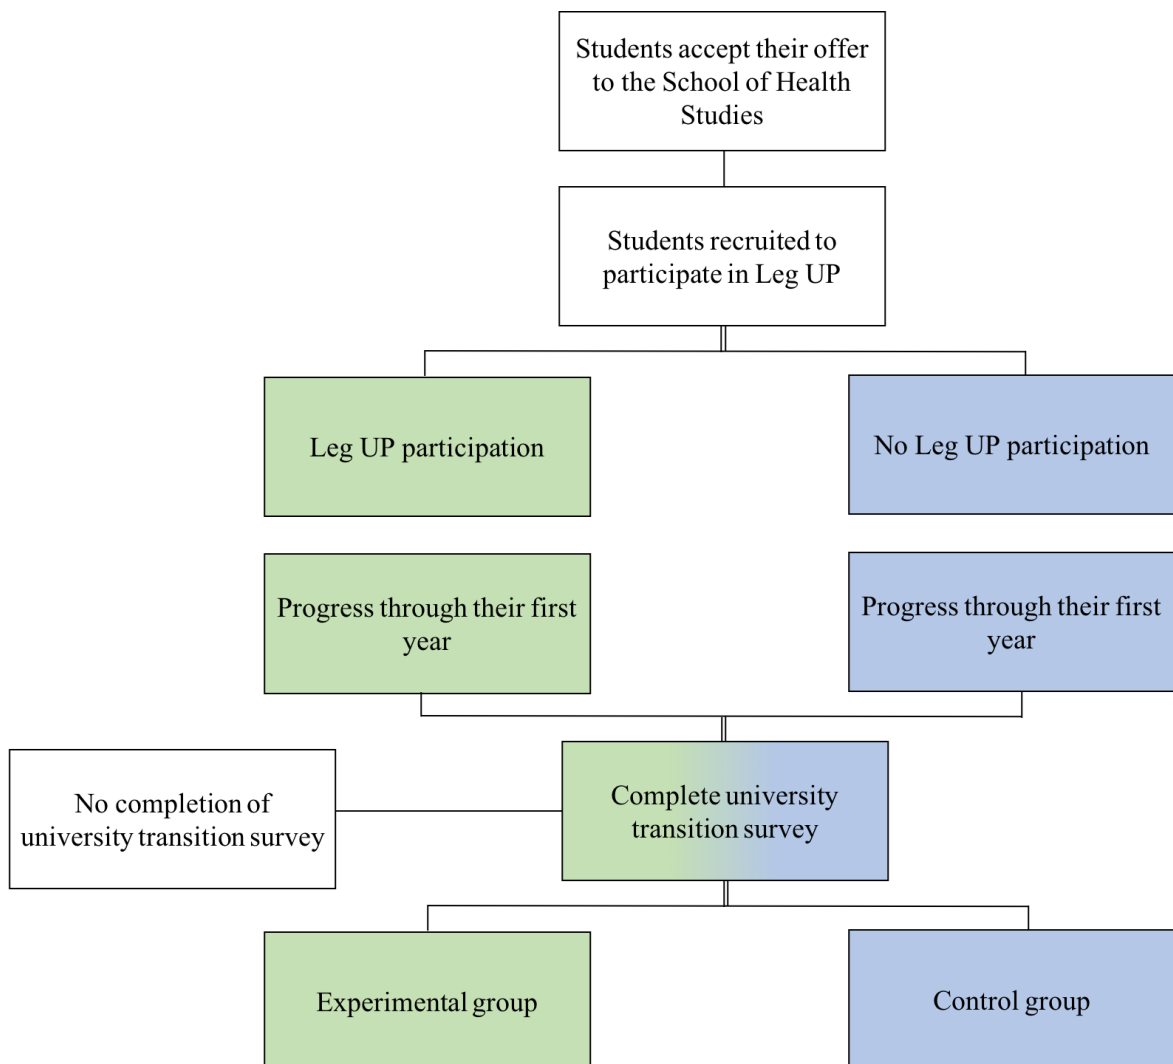 Students accept their offer
to the School of Health
Studies
Students recruited to
participate in Leg UP
Leg UP participation
No Leg UP participation
Progress through their first
year
Progress through their first
year
No completion of
university transition survey
Complete university
transition survey
Experimental group
Control group